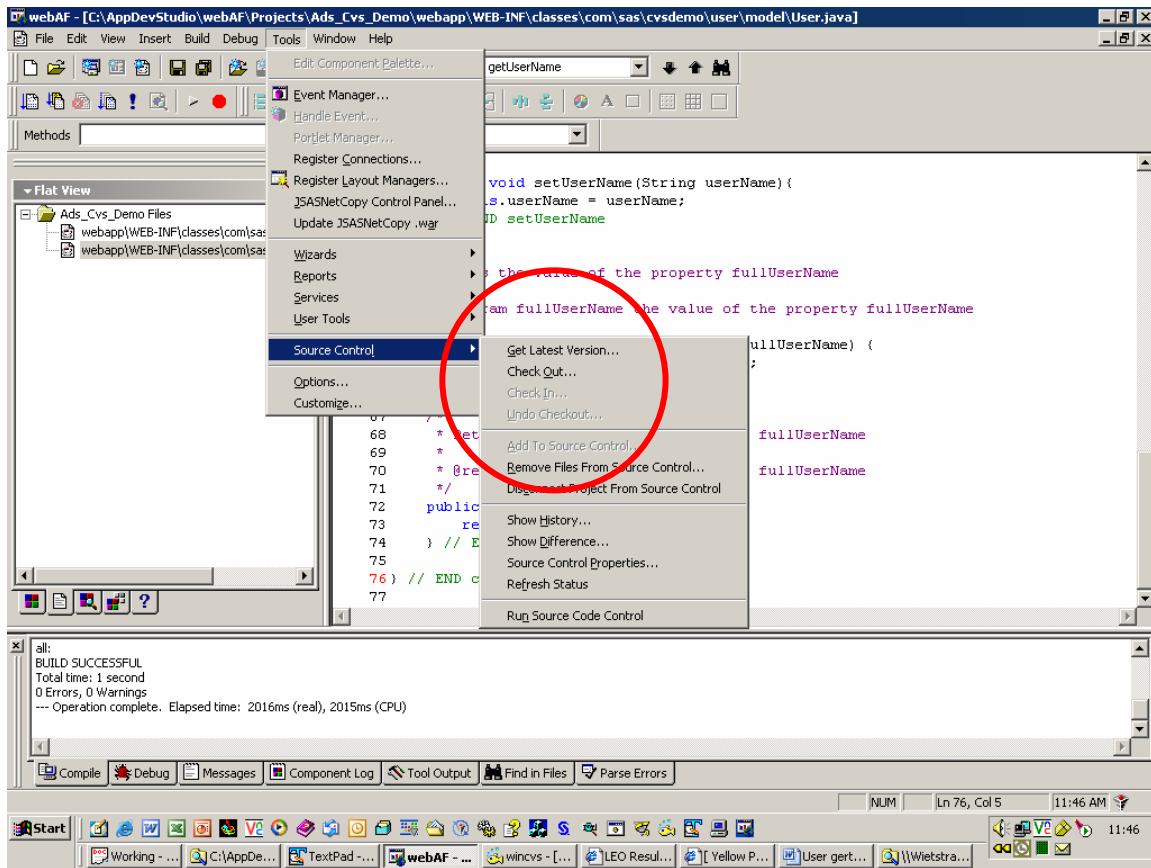 webAF - [C:\AppDevStudio\webAF\Projects\Ads_Cvs_Demo\webapp\WEB-INF\classes\com\sas\cvsdemo\user\model\User.java]
File Edit View Insert Build Debug Tools Window Help
getUserName
Methods
Edit Component Palette...
Event Manager...
Handle Event...
Portlet Manager...
Register Connections...
Register Layout Managers...
JSASNetCopy Control Panel...
Update JSASNetCopy .war
Wizards
Reports
Services
User Tools
Source Control
Options...
Customize...
Get Latest Version...
Check Out...
Check In...
Undo Checkout...
Add To Source Control...
Remove Files From Source Control...
Disconnect Project From Source Control
Show History...
Show Difference...
Source Control Properties...
Refresh Status
Run Source Code Control
Flat View
Ads_Cvs_Demo Files
webapp\WEB-INF\classes\com\sas
webapp\WEB-INF\classes\com\sas
void setUserName(String userName){
s.userName = userName;
ND setUserName
s the value of the property fullUserName
ram fullUserName the value of the property fullUserName
ullUserName) {
;
67 /*
68 * Ret fullUserName
69 *
70 * @re fullUserName
71 */
72 public
73 re
74 } // E
75
76 } // END c
77
all:
BUILD SUCCESSFUL
Total time: 1 second
0 Errors, 0 Warnings
--- Operation complete. Elapsed time: 2016ms (real), 2015ms (CPU)
Compile Debug Messages Component Log Tool Output Find in Files Parse Errors
NUM Ln 76, Col 5 11:46 AM
Start 11:46
Working - ... C:\AppDe... TextPad -... webAF - ... wincvs - [... LEO Resul... [ Yellow P... User gert... \\Wietstra...